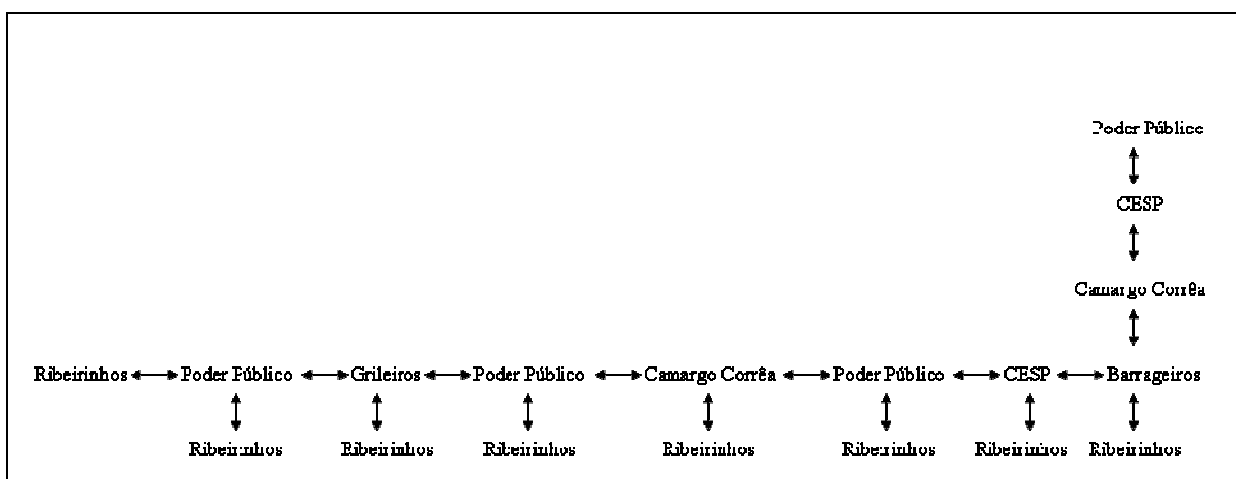 Poder Público
CESP
Camargo Corrêa
Ribeirinhos Poder Público Grileiros Poder Público Camargo Corrêa Poder Público CESP Barrageiros
Ribeirinhos Ribeirinhos Ribeirinhos Ribeirinhos Ribeirinhos Ribeirinhos Ribeirinhos